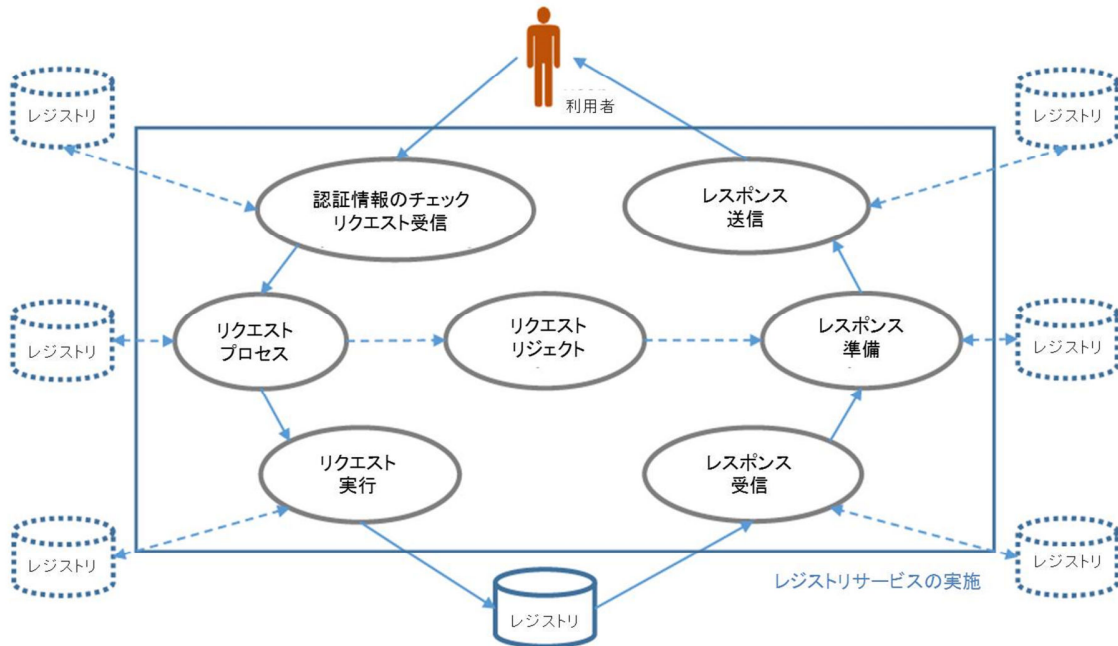 利用者
レジストリ
レジストリ
認証情報のチェック
リクエスト受信
レスポンス
送信
レジストリ
リクエスト
プロセス
リクエスト
リジェクト
レスポンス
準備
レジストリ
リクエスト
実行
レスポンス
受信
レジストリ
レジストリ
レジストリサービスの実施
レジストリ